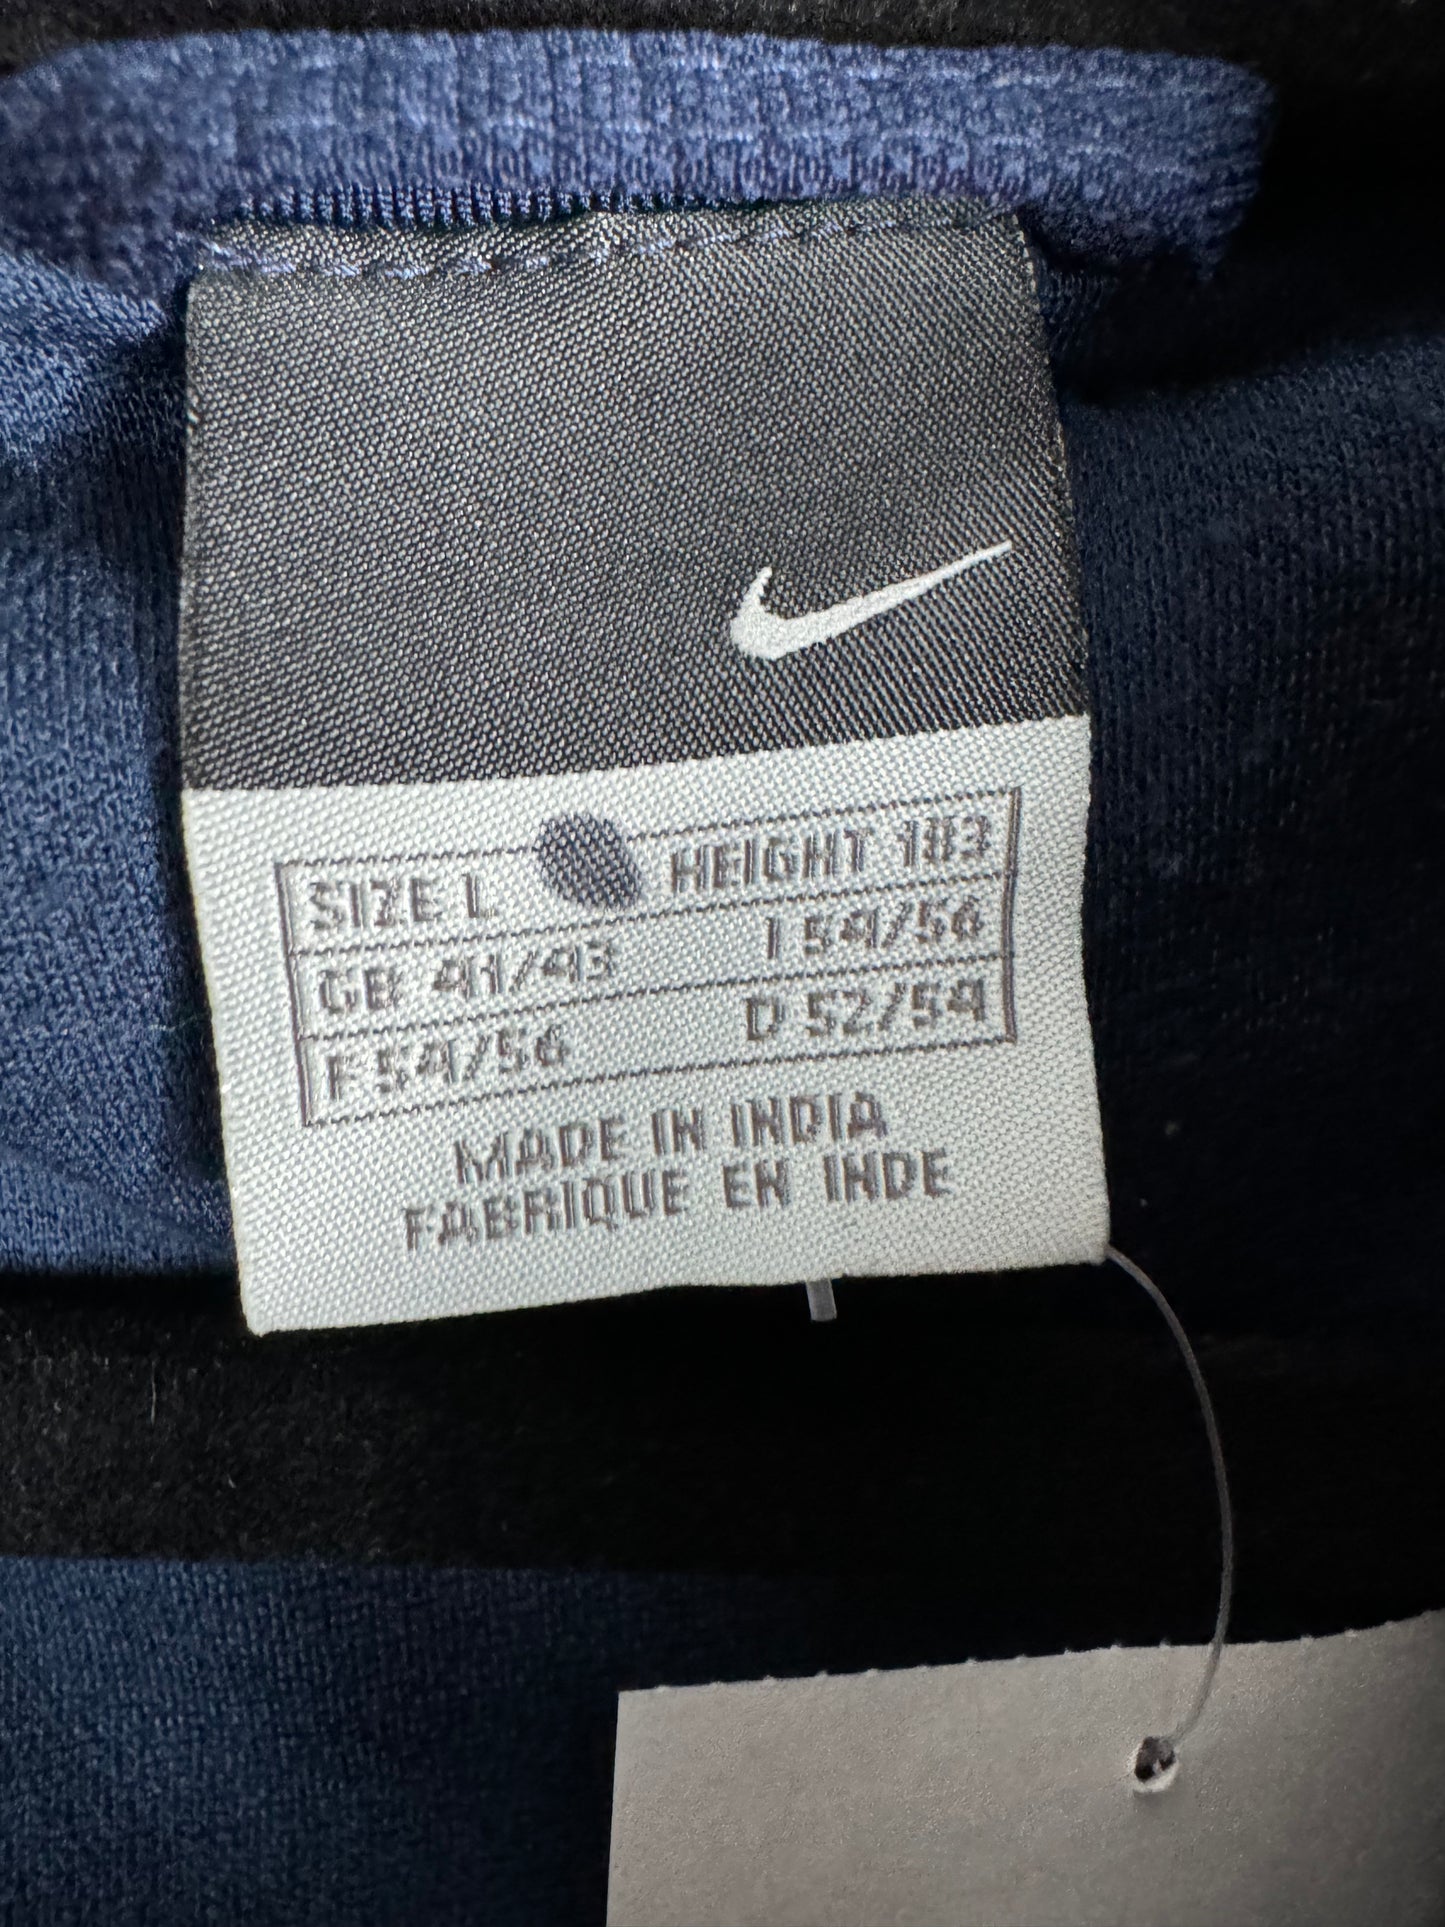 SIZE L HEIGHT 183
GB 41/43 I 54/56
F 54/56 D 52/54
MADE IN INDIA
FABRIQUE EN INDE